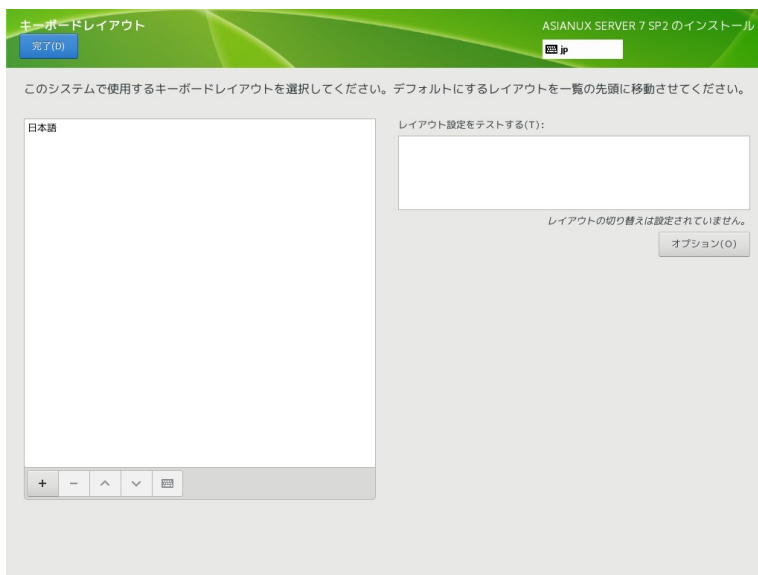 キーボードレイアウト
ASIANUX SERVER 7 SP2 のインストール
完了(D)
jp
このシステムで使用するキーボードレイアウトを選択してください。デフォルトにするレイアウトを一覧の先頭に移動させてください。
日本語
レイアウト設定をテストする(T):
レイアウトの切り替えは設定されていません。
オプション(O)